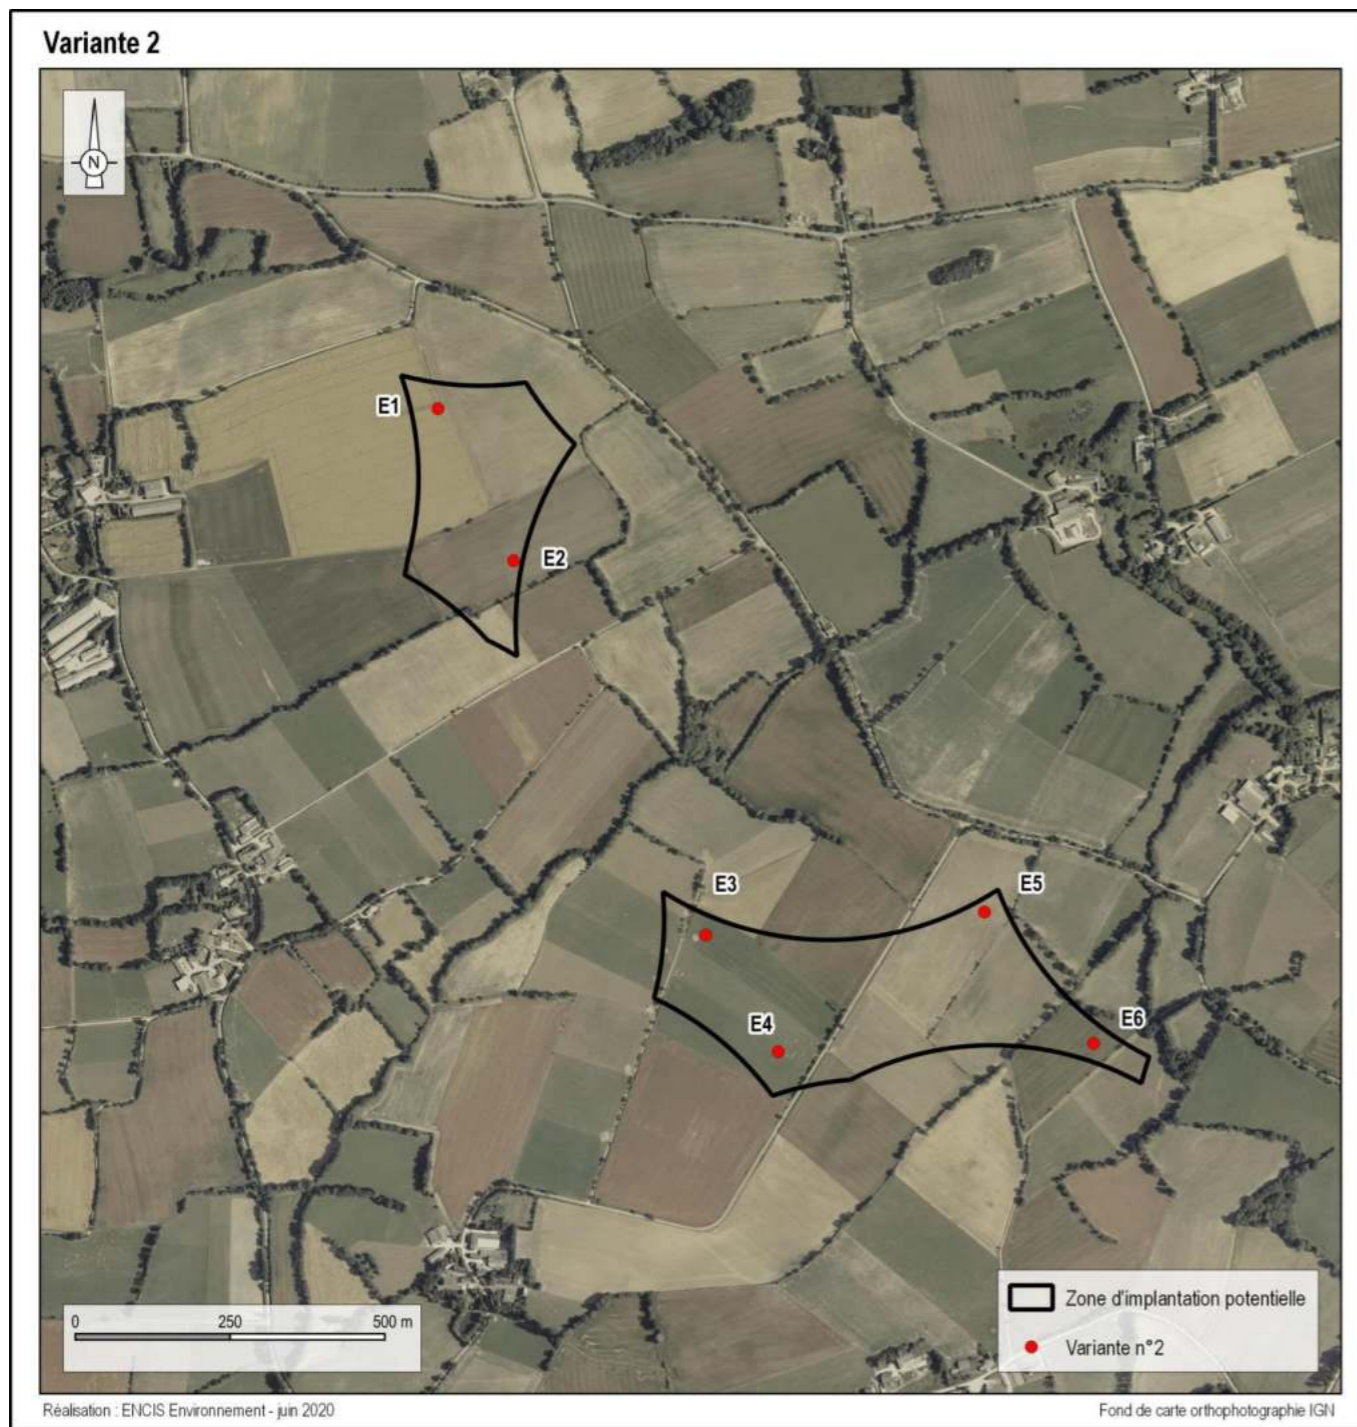 Variante 2
N
E1
E2
E3
E5
E4
E6
0 250 500 m
Zone d'implantation potentielle
Variante n°2
Réalisation : ENCIS Environnement - juin 2020
Fond de carte orthophotographie IGN